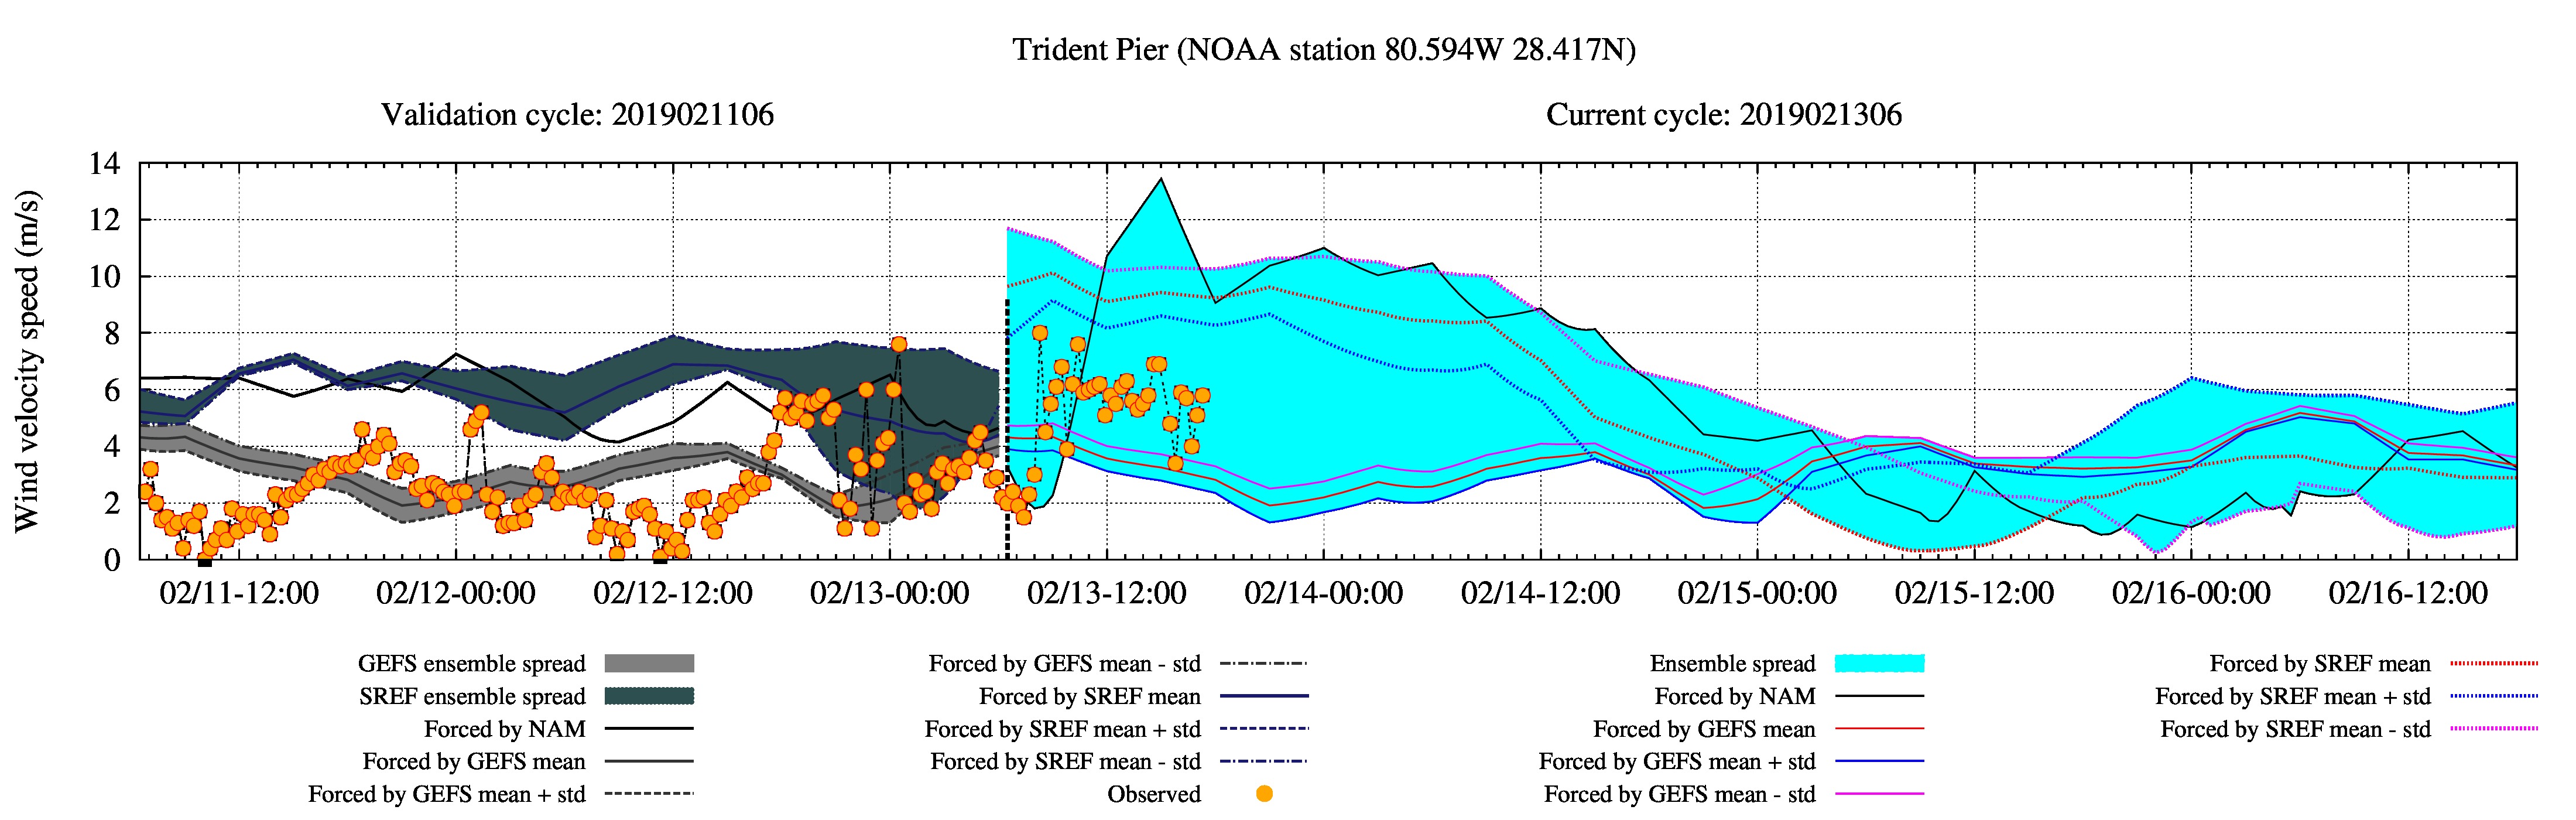 Trident Pier (NOAA station 80.594W 28.417N)
Validation cycle: 2019021106
Current cycle: 2019021306
Wind velocity speed (m/s)
14
12
10
8
6
4
2
0
02/11-12:00 02/12-00:00 02/12-12:00 02/13-00:00 02/13-12:00 02/14-00:00 02/14-12:00 02/15-00:00 02/15-12:00 02/16-00:00 02/16-12:00
GEFS ensemble spread
SREF ensemble spread
Forced by NAM
Forced by GEFS mean
Forced by GEFS mean + std
Forced by GEFS mean - std
Forced by SREF mean
Forced by SREF mean + std
Forced by SREF mean - std
Observed
Ensemble spread
Forced by NAM
Forced by GEFS mean
Forced by GEFS mean + std
Forced by GEFS mean - std
Forced by SREF mean
Forced by SREF mean + std
Forced by SREF mean - std